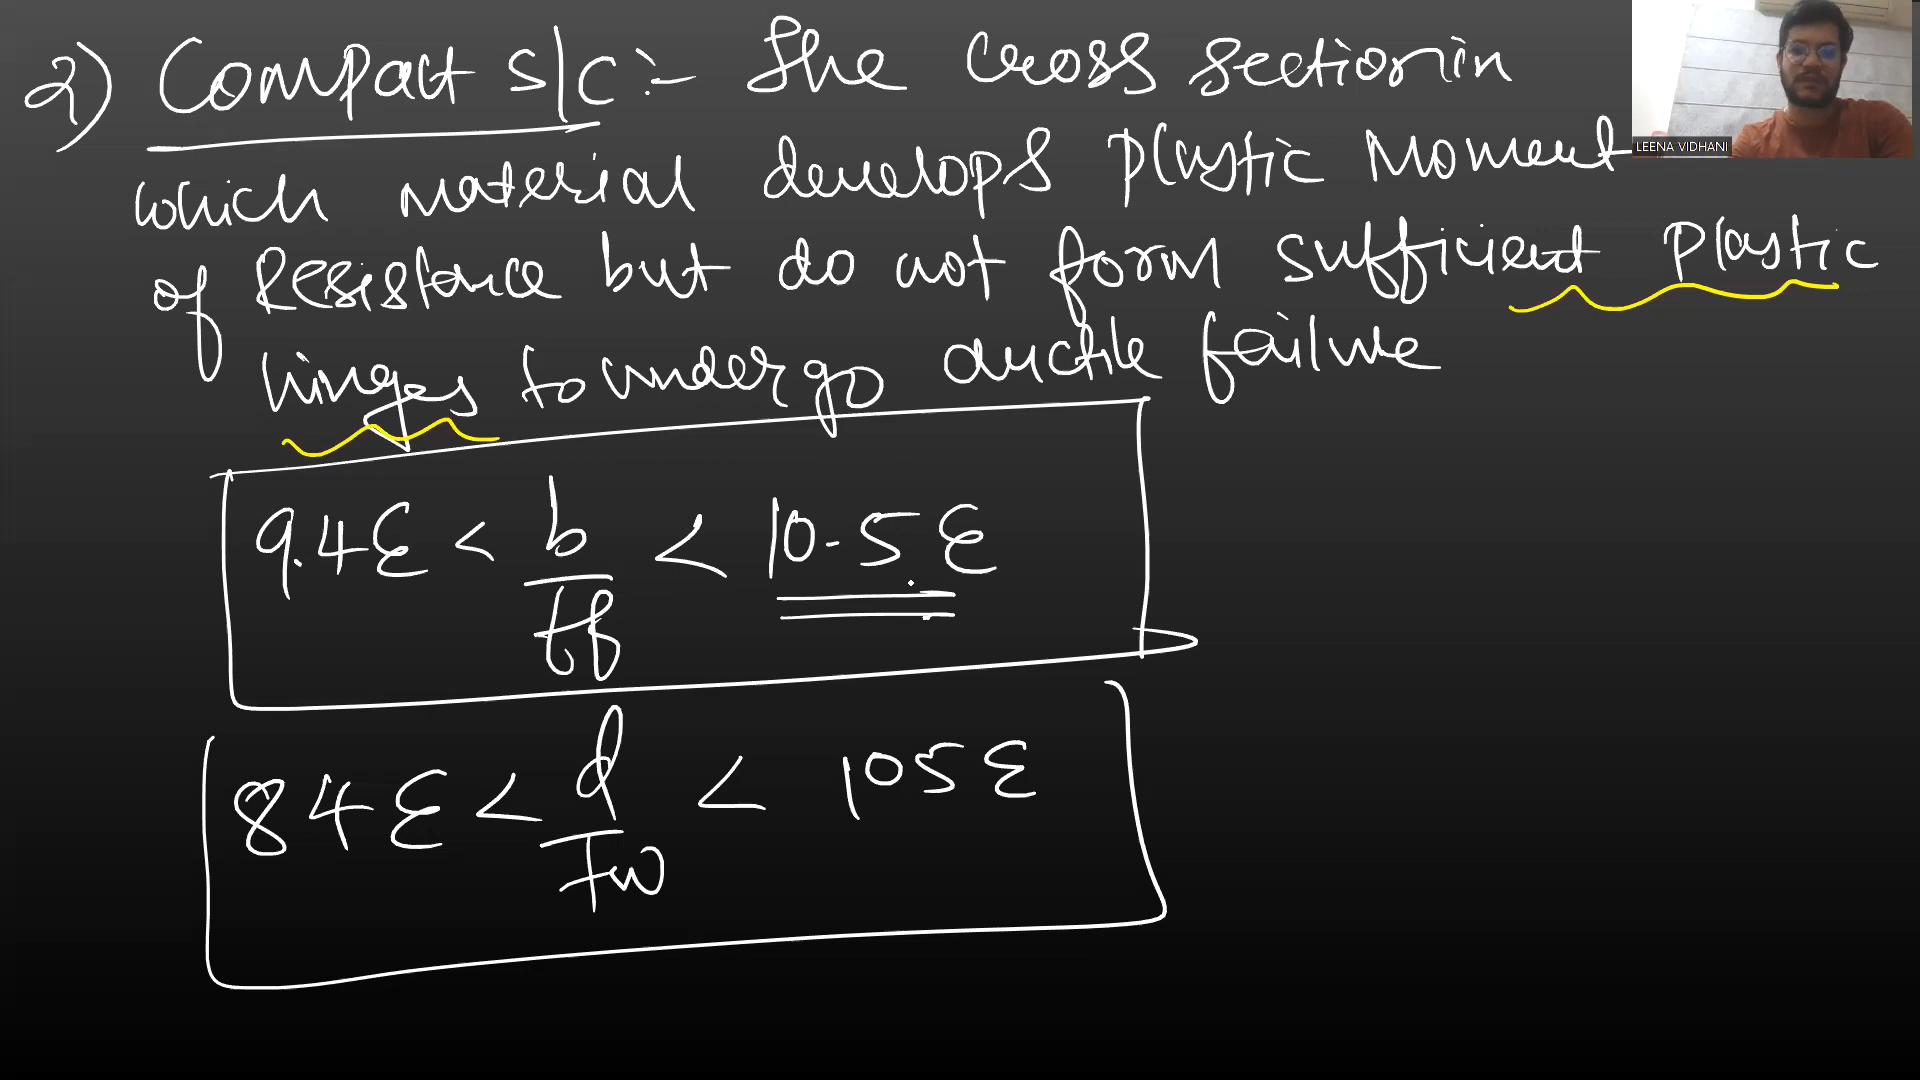 2) Compact s/c :- The cross section in
LEENA VIDHANI
which material develops plastic Moment
of Resistance but do not form sufficient plastic
hinges to undergo ductile failure
9.4ε < b/tf < 10.5ε
84ε < d/Tw < 105ε